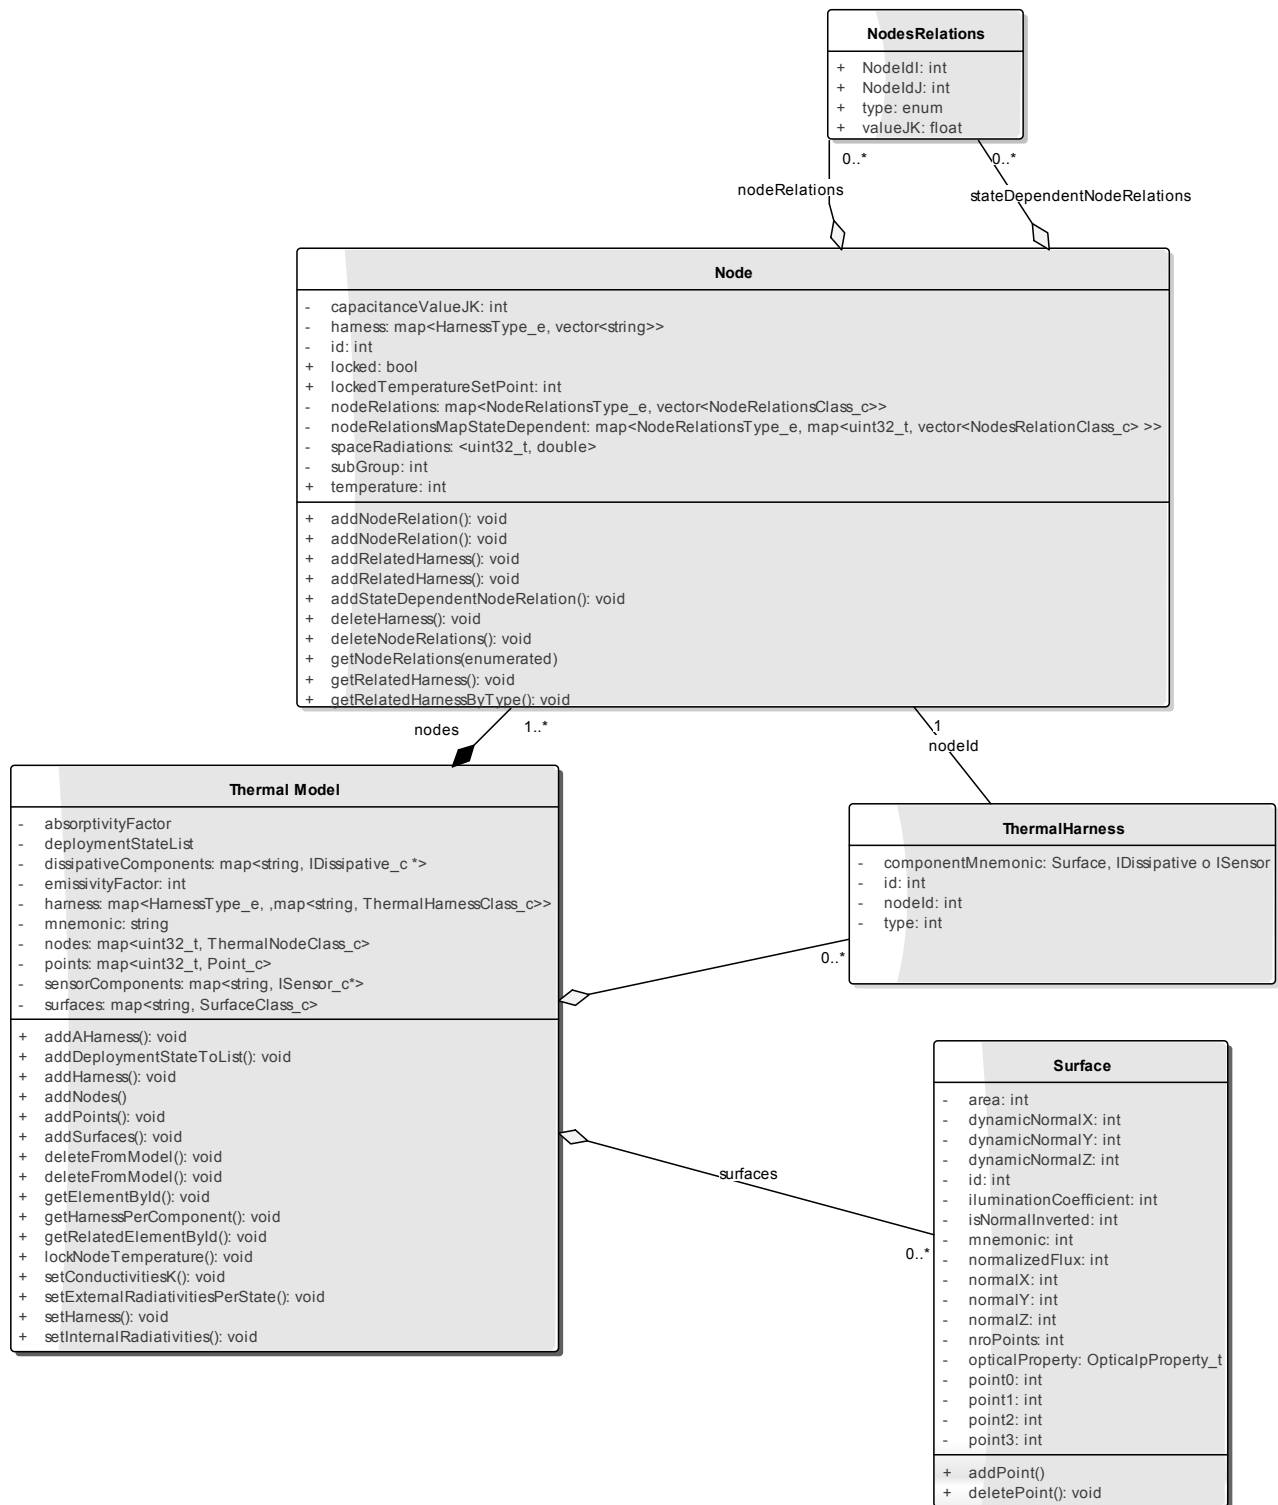 NodesRelations
+ NodeIdI: int
+ NodeIdJ: int
+ type: enum
+ valueJK: float
0..*
0..*
nodeRelations
stateDependentNodeRelations
Node
- capacitanceValueJK: int
- harness: map<HarnessType_e, vector<string>>
- id: int
+ locked: bool
+ lockedTemperatureSetPoint: int
- nodeRelations: map<NodeRelationsType_e, vector<NodeRelationsClass_c>>
- nodeRelationsMapStateDependent: map<NodeRelationsType_e, map<uint32_t, vector<NodesRelationClass_c> >>
- spaceRadiations: <uint32_t, double>
- subGroup: int
+ temperature: int
+ addNodeRelation(): void
+ addNodeRelation(): void
+ addRelatedHarness(): void
+ addRelatedHarness(): void
+ addStateDependentNodeRelation(): void
+ deleteHarness(): void
+ deleteNodeRelations(): void
+ getNodeRelations(enumerated)
+ getRelatedHarness(): void
+ getRelatedHarnessByType(): void
nodes
1..*
1
nodeId
Thermal Model
- absorptivityFactor
- deploymentStateList
- dissipativeComponents: map<string, IDissipative_c *>
- emissivityFactor: int
- harness: map<HarnessType_e, ,map<string, ThermalHarnessClass_c>>
- mnemonic: string
- nodes: map<uint32_t, ThermalNodeClass_c>
- points: map<uint32_t, Point_c>
- sensorComponents: map<string, ISensor_c*>
- surfaces: map<string, SurfaceClass_c>
+ addAHarness(): void
+ addDeploymentStateToList(): void
+ addHarness(): void
+ addNodes()
+ addPoints(): void
+ addSurfaces(): void
+ deleteFromModel(): void
+ deleteFromModel(): void
+ getElementById(): void
+ getHarnessPerComponent(): void
+ getRelatedElementById(): void
+ lockNodeTemperature(): void
+ setConductivitiesK(): void
+ setExternalRadiativitiesPerState(): void
+ setHarness(): void
+ setInternalRadiativities(): void
ThermalHarness
- componentMnemonic: Surface, IDissipative o ISensor
- id: int
- nodeId: int
- type: int
0..*
surfaces
0..*
Surface
- area: int
- dynamicNormalX: int
- dynamicNormalY: int
- dynamicNormalZ: int
- id: int
- iluminationCoefficient: int
- isNormalInverted: int
- mnemonic: int
- normalizedFlux: int
- normalX: int
- normalY: int
- normalZ: int
- nroPoints: int
- opticalProperty: OpticalpProperty_t
- point0: int
- point1: int
- point2: int
- point3: int
+ addPoint()
+ deletePoint(): void